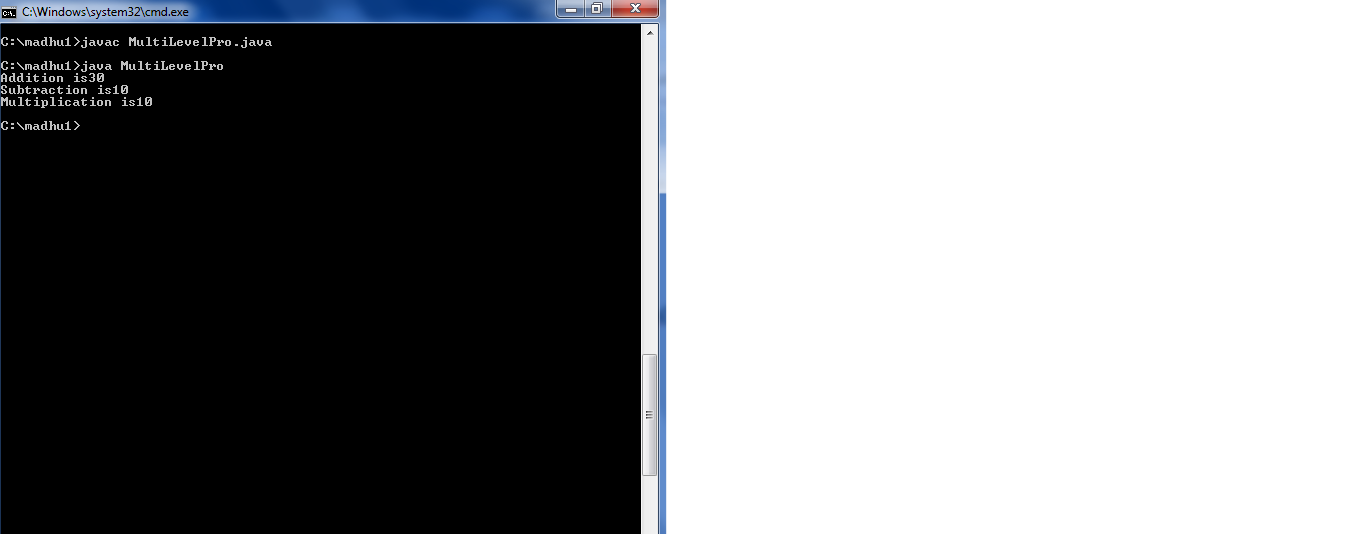 C:\Windows\system32\cmd.exe
C:\madhu1>javac MultiLevelPro.java
C:\madhu1>java MultiLevelPro
Addition is30
Subtraction is10
Multiplication is10
C:\madhu1>